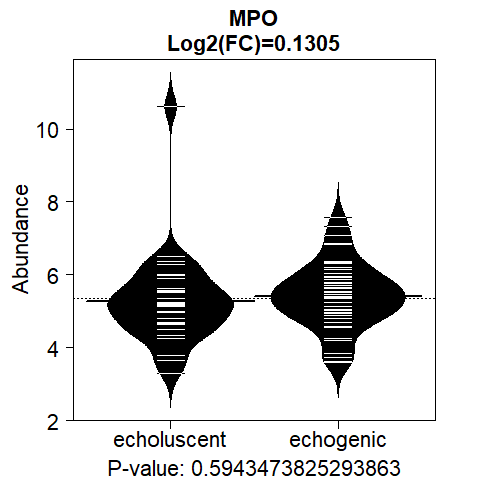 MPO
Log2(FC)=0.1305
Abundance
10
8
6
4
2
echoluscent echogenic
P-value: 0.5943473825293863